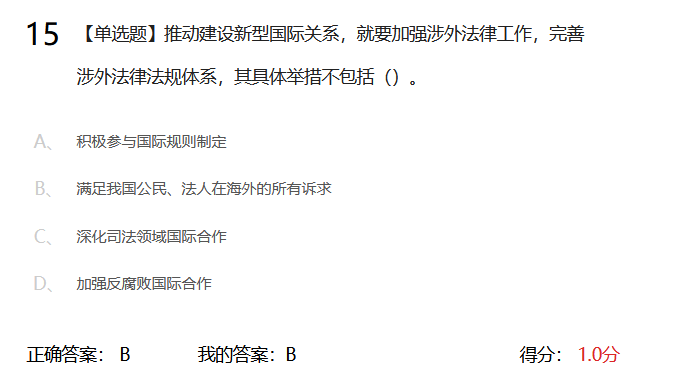 15 【单选题】推动建设新型国际关系，就要加强涉外法律工作，完善
涉外法律法规体系，其具体举措不包括（）。
A、 积极参与国际规则制定
B、 满足我国公民、法人在海外的所有诉求
C、 深化司法领域国际合作
D、 加强反腐败国际合作
正确答案： B 我的答案：B 得分： 1.0分